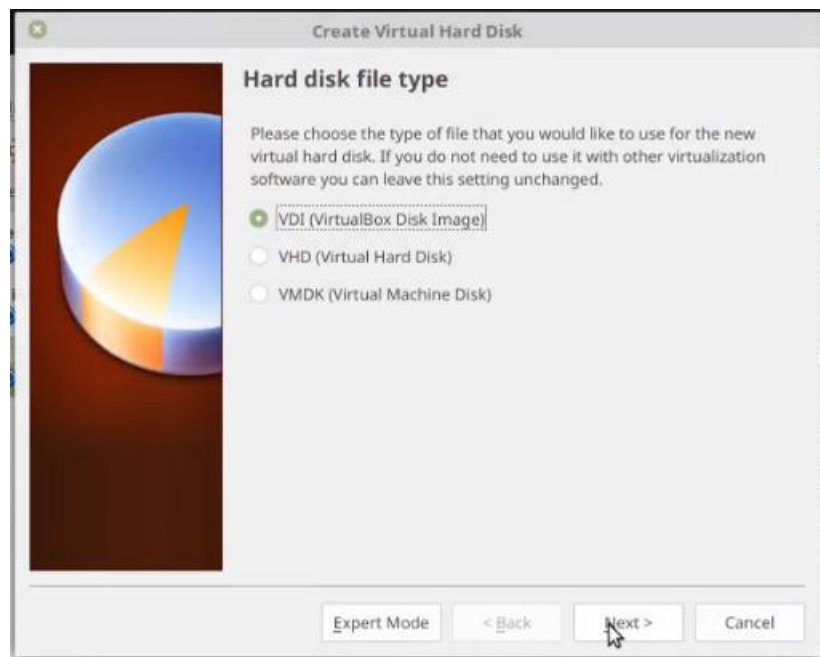 Create Virtual Hard Disk
Hard disk file type
Please choose the type of file that you would like to use for the new
virtual hard disk. If you do not need to use it with other virtualization
software you can leave this setting unchanged.
VDI (VirtualBox Disk Image)
VHD (Virtual Hard Disk)
VMDK (Virtual Machine Disk)
Expert Mode < Back Next > Cancel